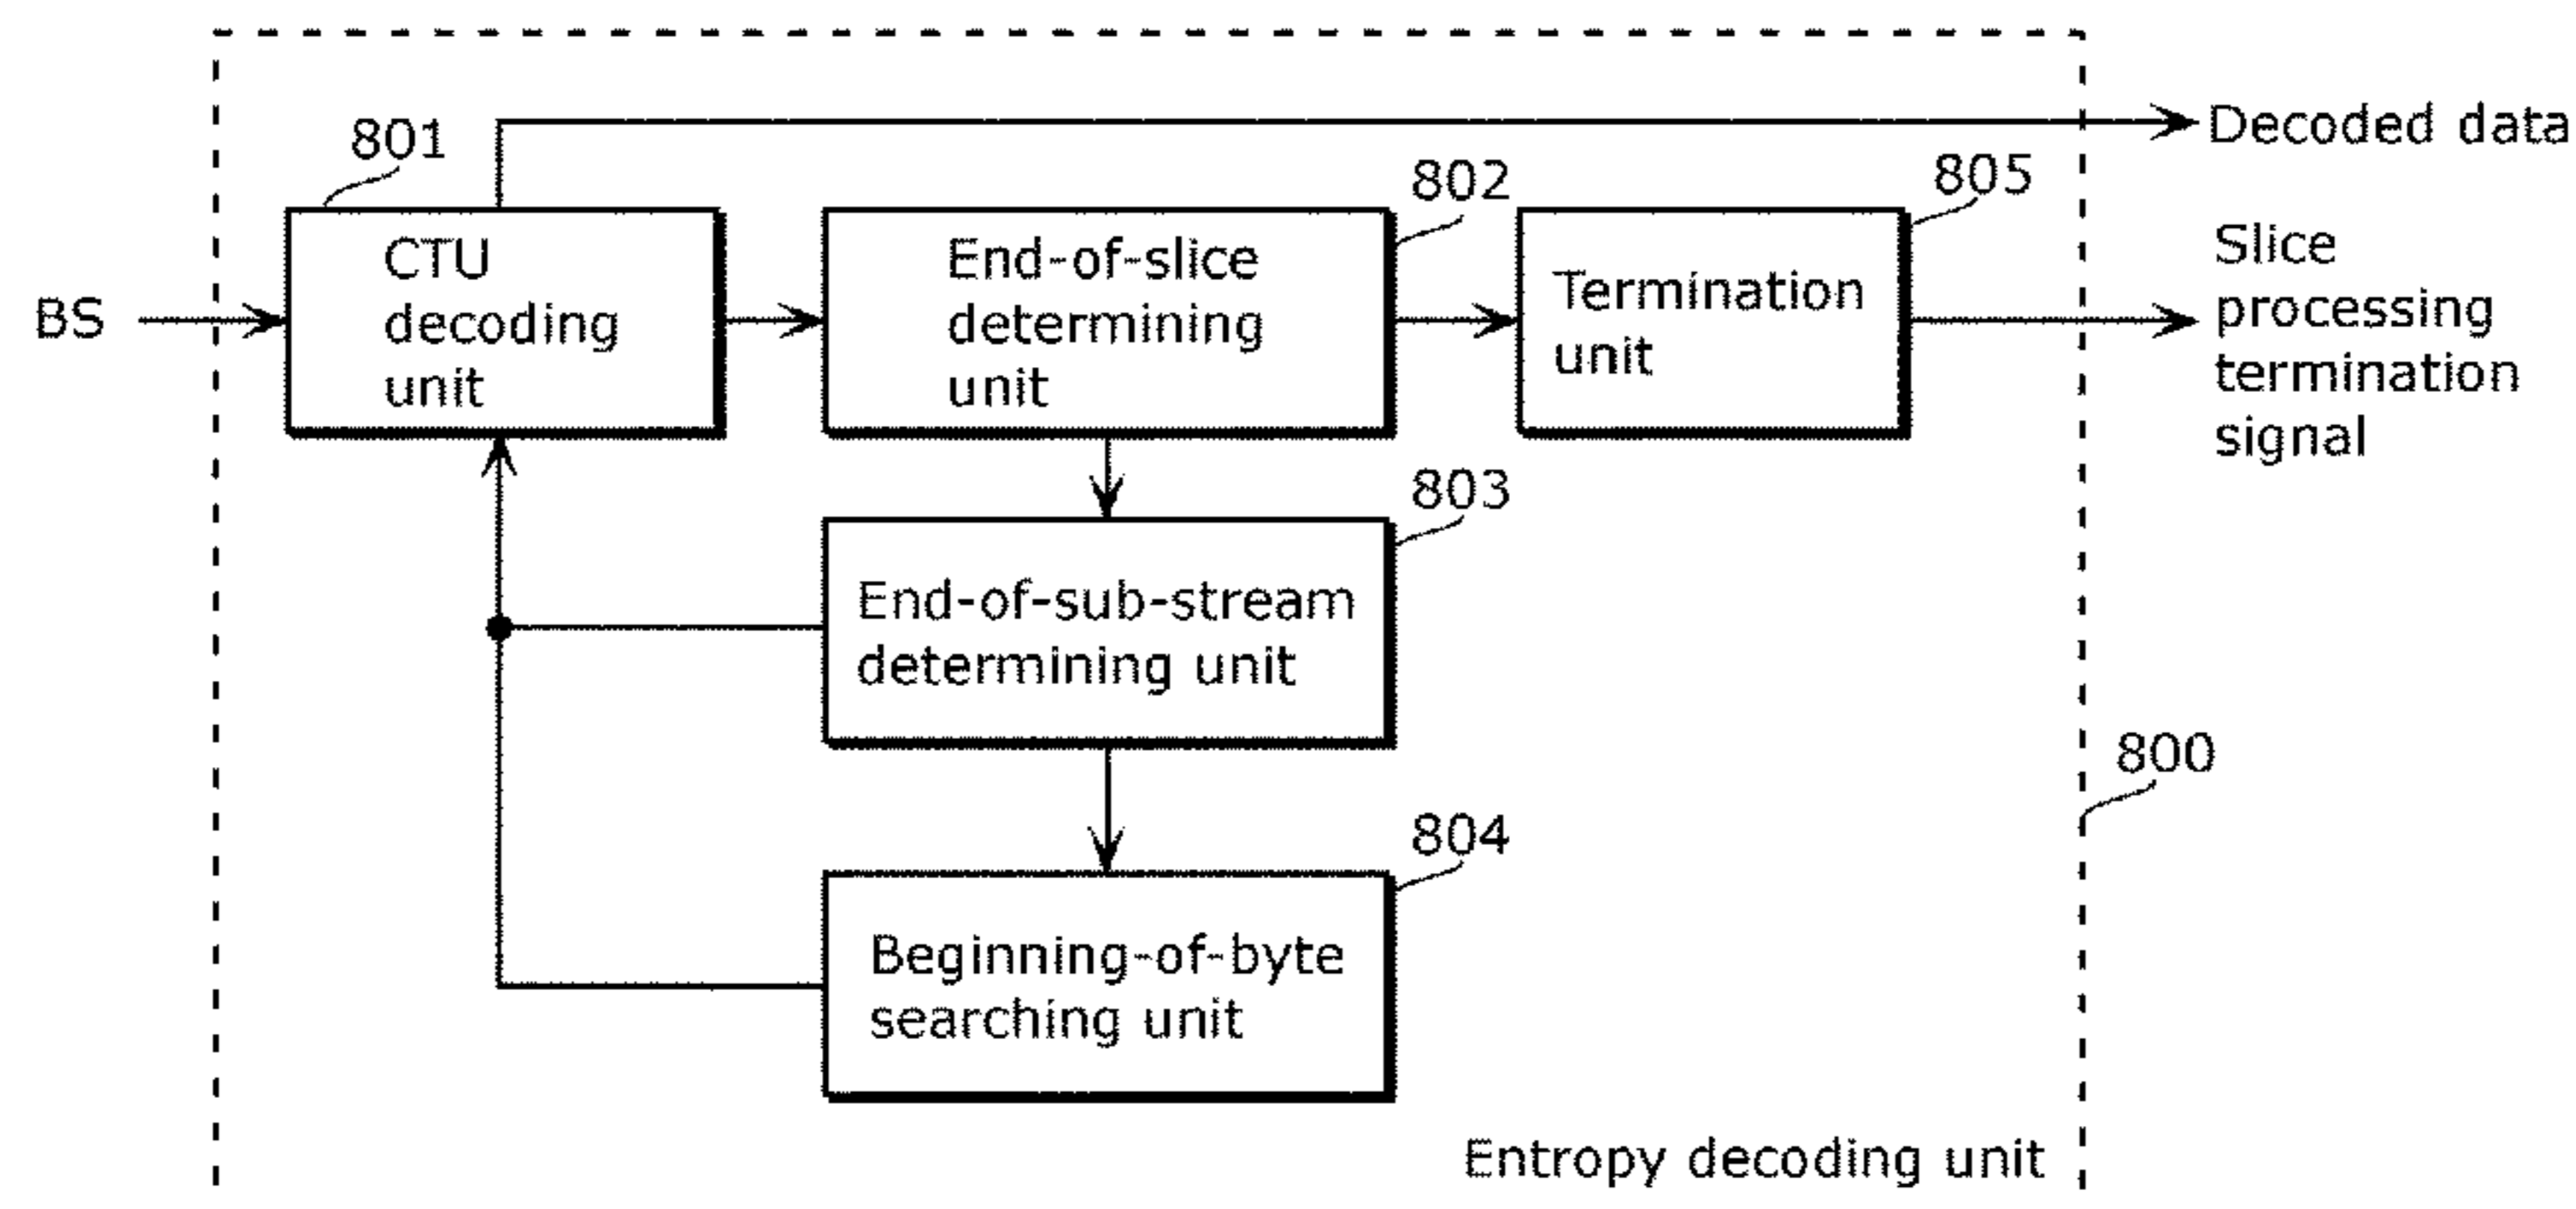 801
Decoded data
802
805
CTU
decoding
unit
End-of-slice
determining
unit
Termination
unit
Slice
processing
termination
signal
BS
803
End-of-sub-stream
determining unit
800
804
Beginning-of-byte
searching unit
Entropy decoding unit